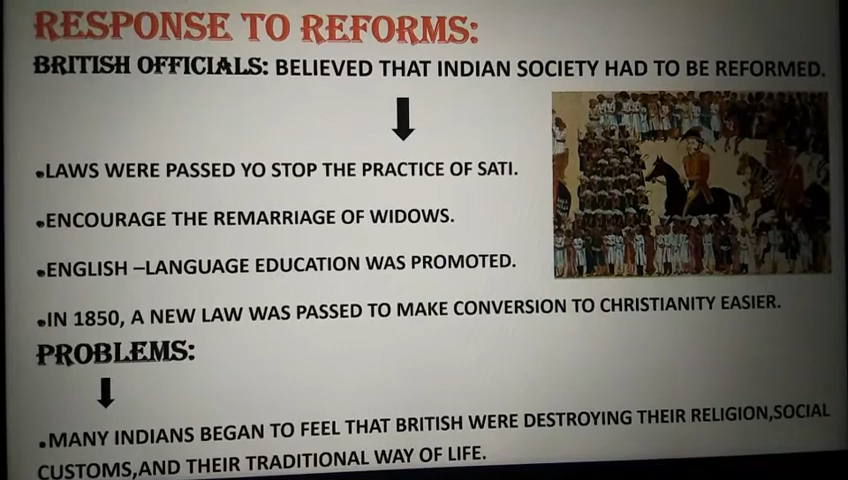 RESPONSE TO REFORMS:
BRITISH OFFICIALS: BELIEVED THAT INDIAN SOCIETY HAD TO BE REFORMED.
•LAWS WERE PASSED YO STOP THE PRACTICE OF SATI.
•ENCOURAGE THE REMARRIAGE OF WIDOWS.
•ENGLISH –LANGUAGE EDUCATION WAS PROMOTED.
•IN 1850, A NEW LAW WAS PASSED TO MAKE CONVERSION TO CHRISTIANITY EASIER.
PROBLEMS:
•MANY INDIANS BEGAN TO FEEL THAT BRITISH WERE DESTROYING THEIR RELIGION,SOCIAL
CUSTOMS,AND THEIR TRADITIONAL WAY OF LIFE.